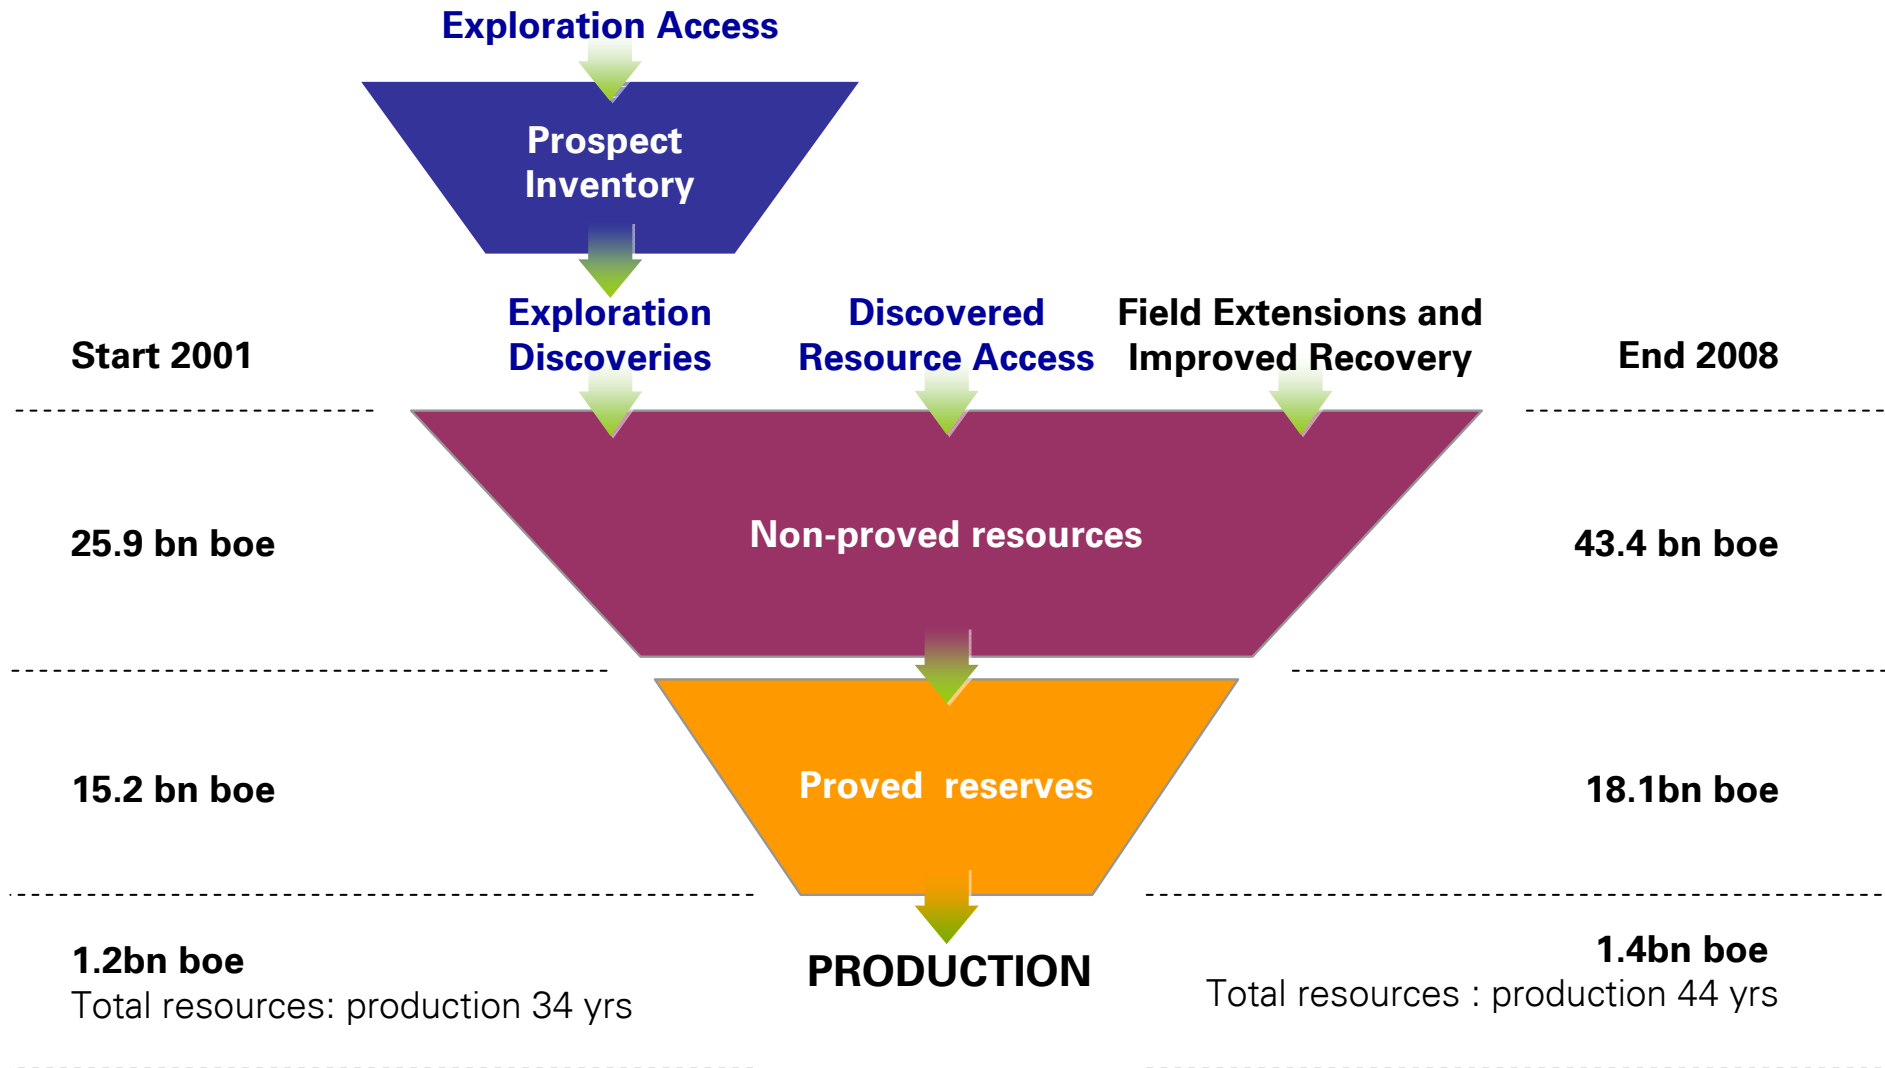 Exploration Access
Prospect
Inventory
Exploration
Discoveries
Discovered
Resource Access
Field Extensions and
Improved Recovery
Start 2001
End 2008
25.9 bn boe
Non-proved resources
43.4 bn boe
15.2 bn boe
Proved reserves
18.1bn boe
1.2bn boe
Total resources: production 34 yrs
PRODUCTION
1.4bn boe
Total resources : production 44 yrs